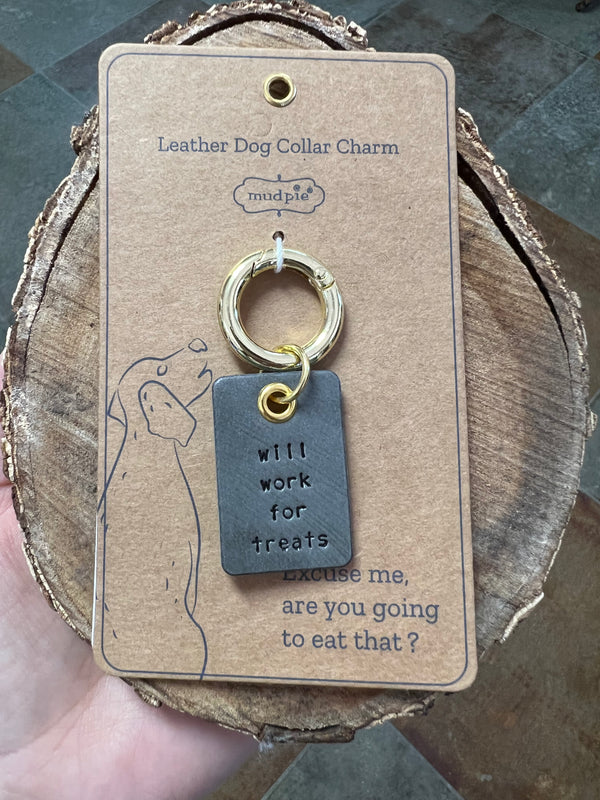 Leather Dog Collar Charm
mudpie
will
work
for
treats
Excuse me,
are you going
to eat that?